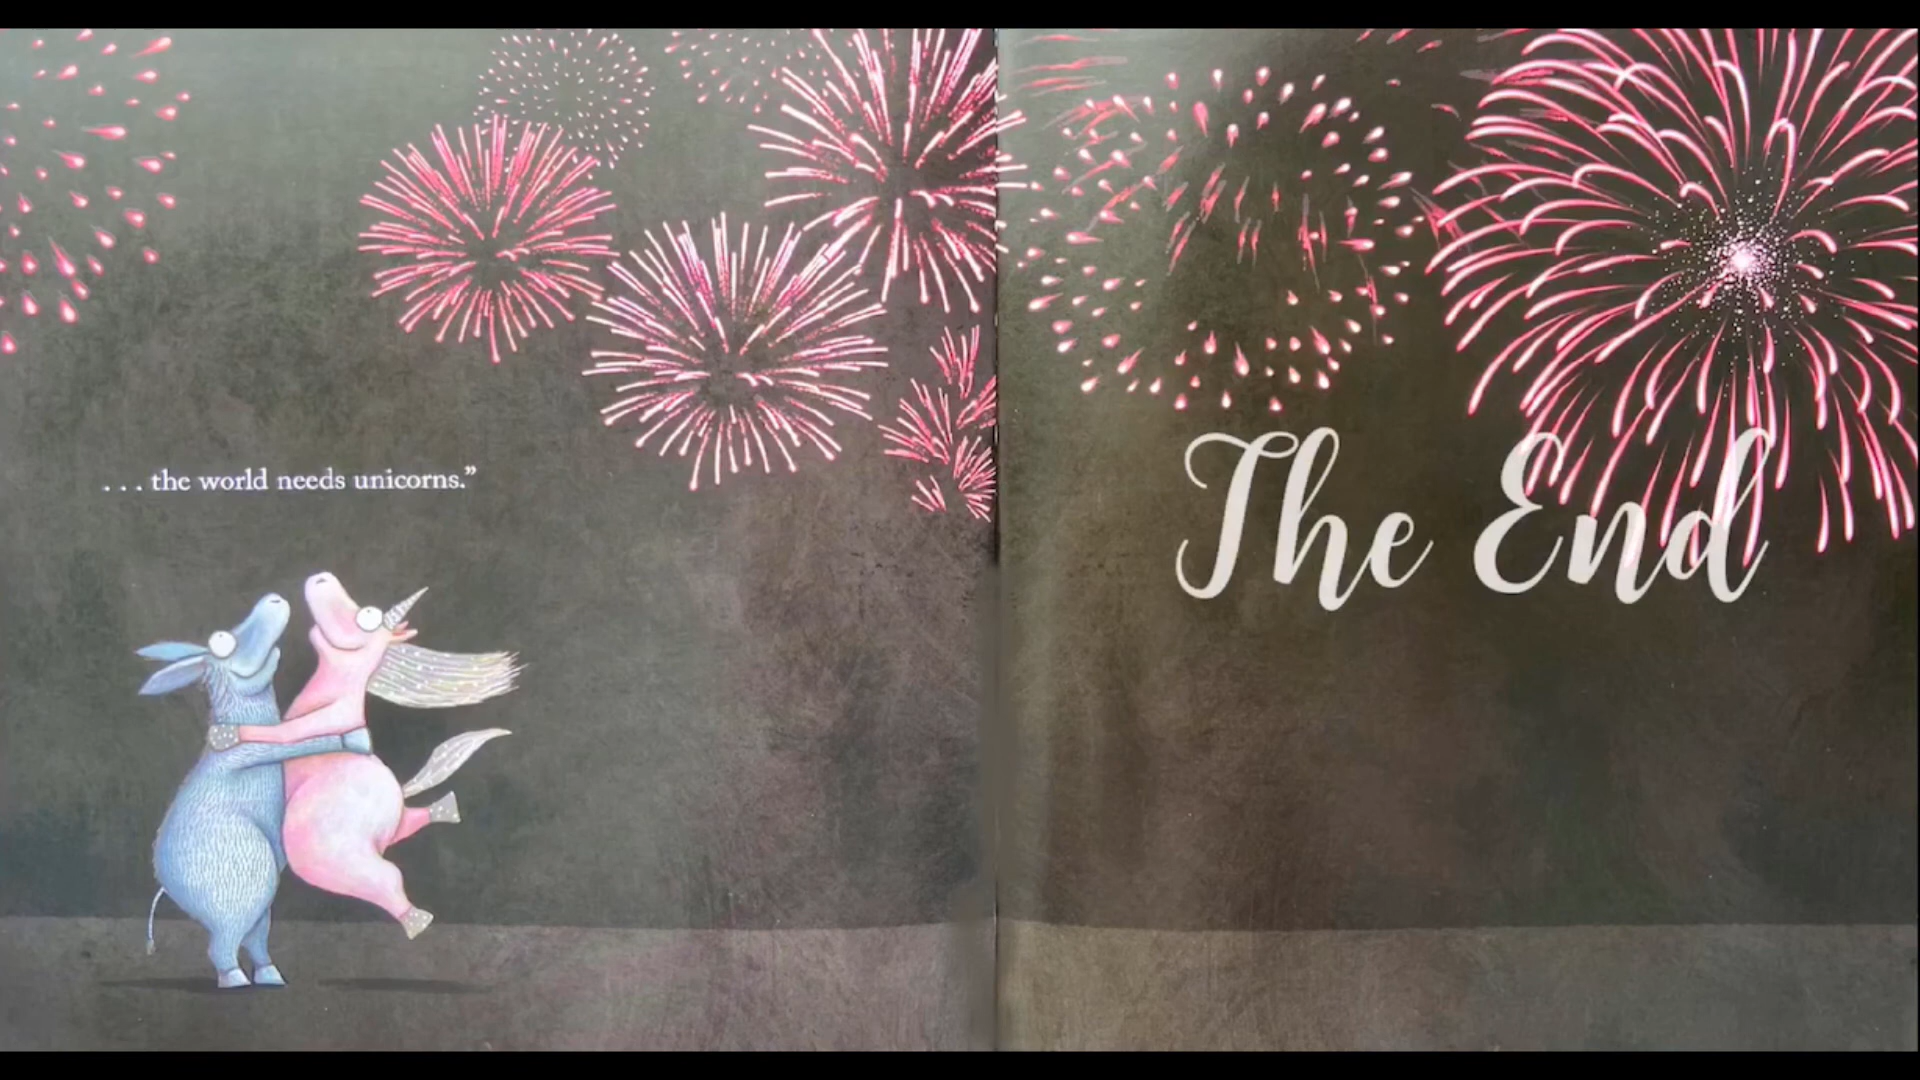 . . . the world needs unicorns.”
The End